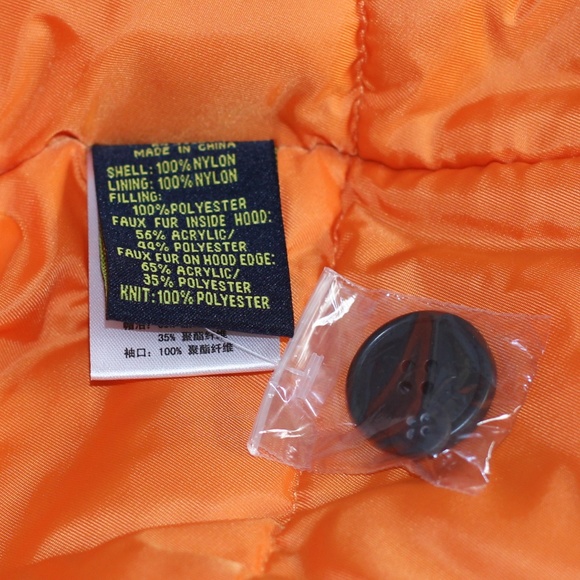 MADE IN CHINA
SHELL: 100% NYLON
LINING: 100% NYLON
FILLING:
100% POLYESTER
FAUX FUR INSIDE HOOD:
56% ACRYLIC/
44% POLYESTER
FAUX FUR ON HOOD EDGE:
65% ACRYLIC/
35% POLYESTER
KNIT: 100% POLYESTER
35% 聚酯纤维
袖口: 100% 聚酯纤维